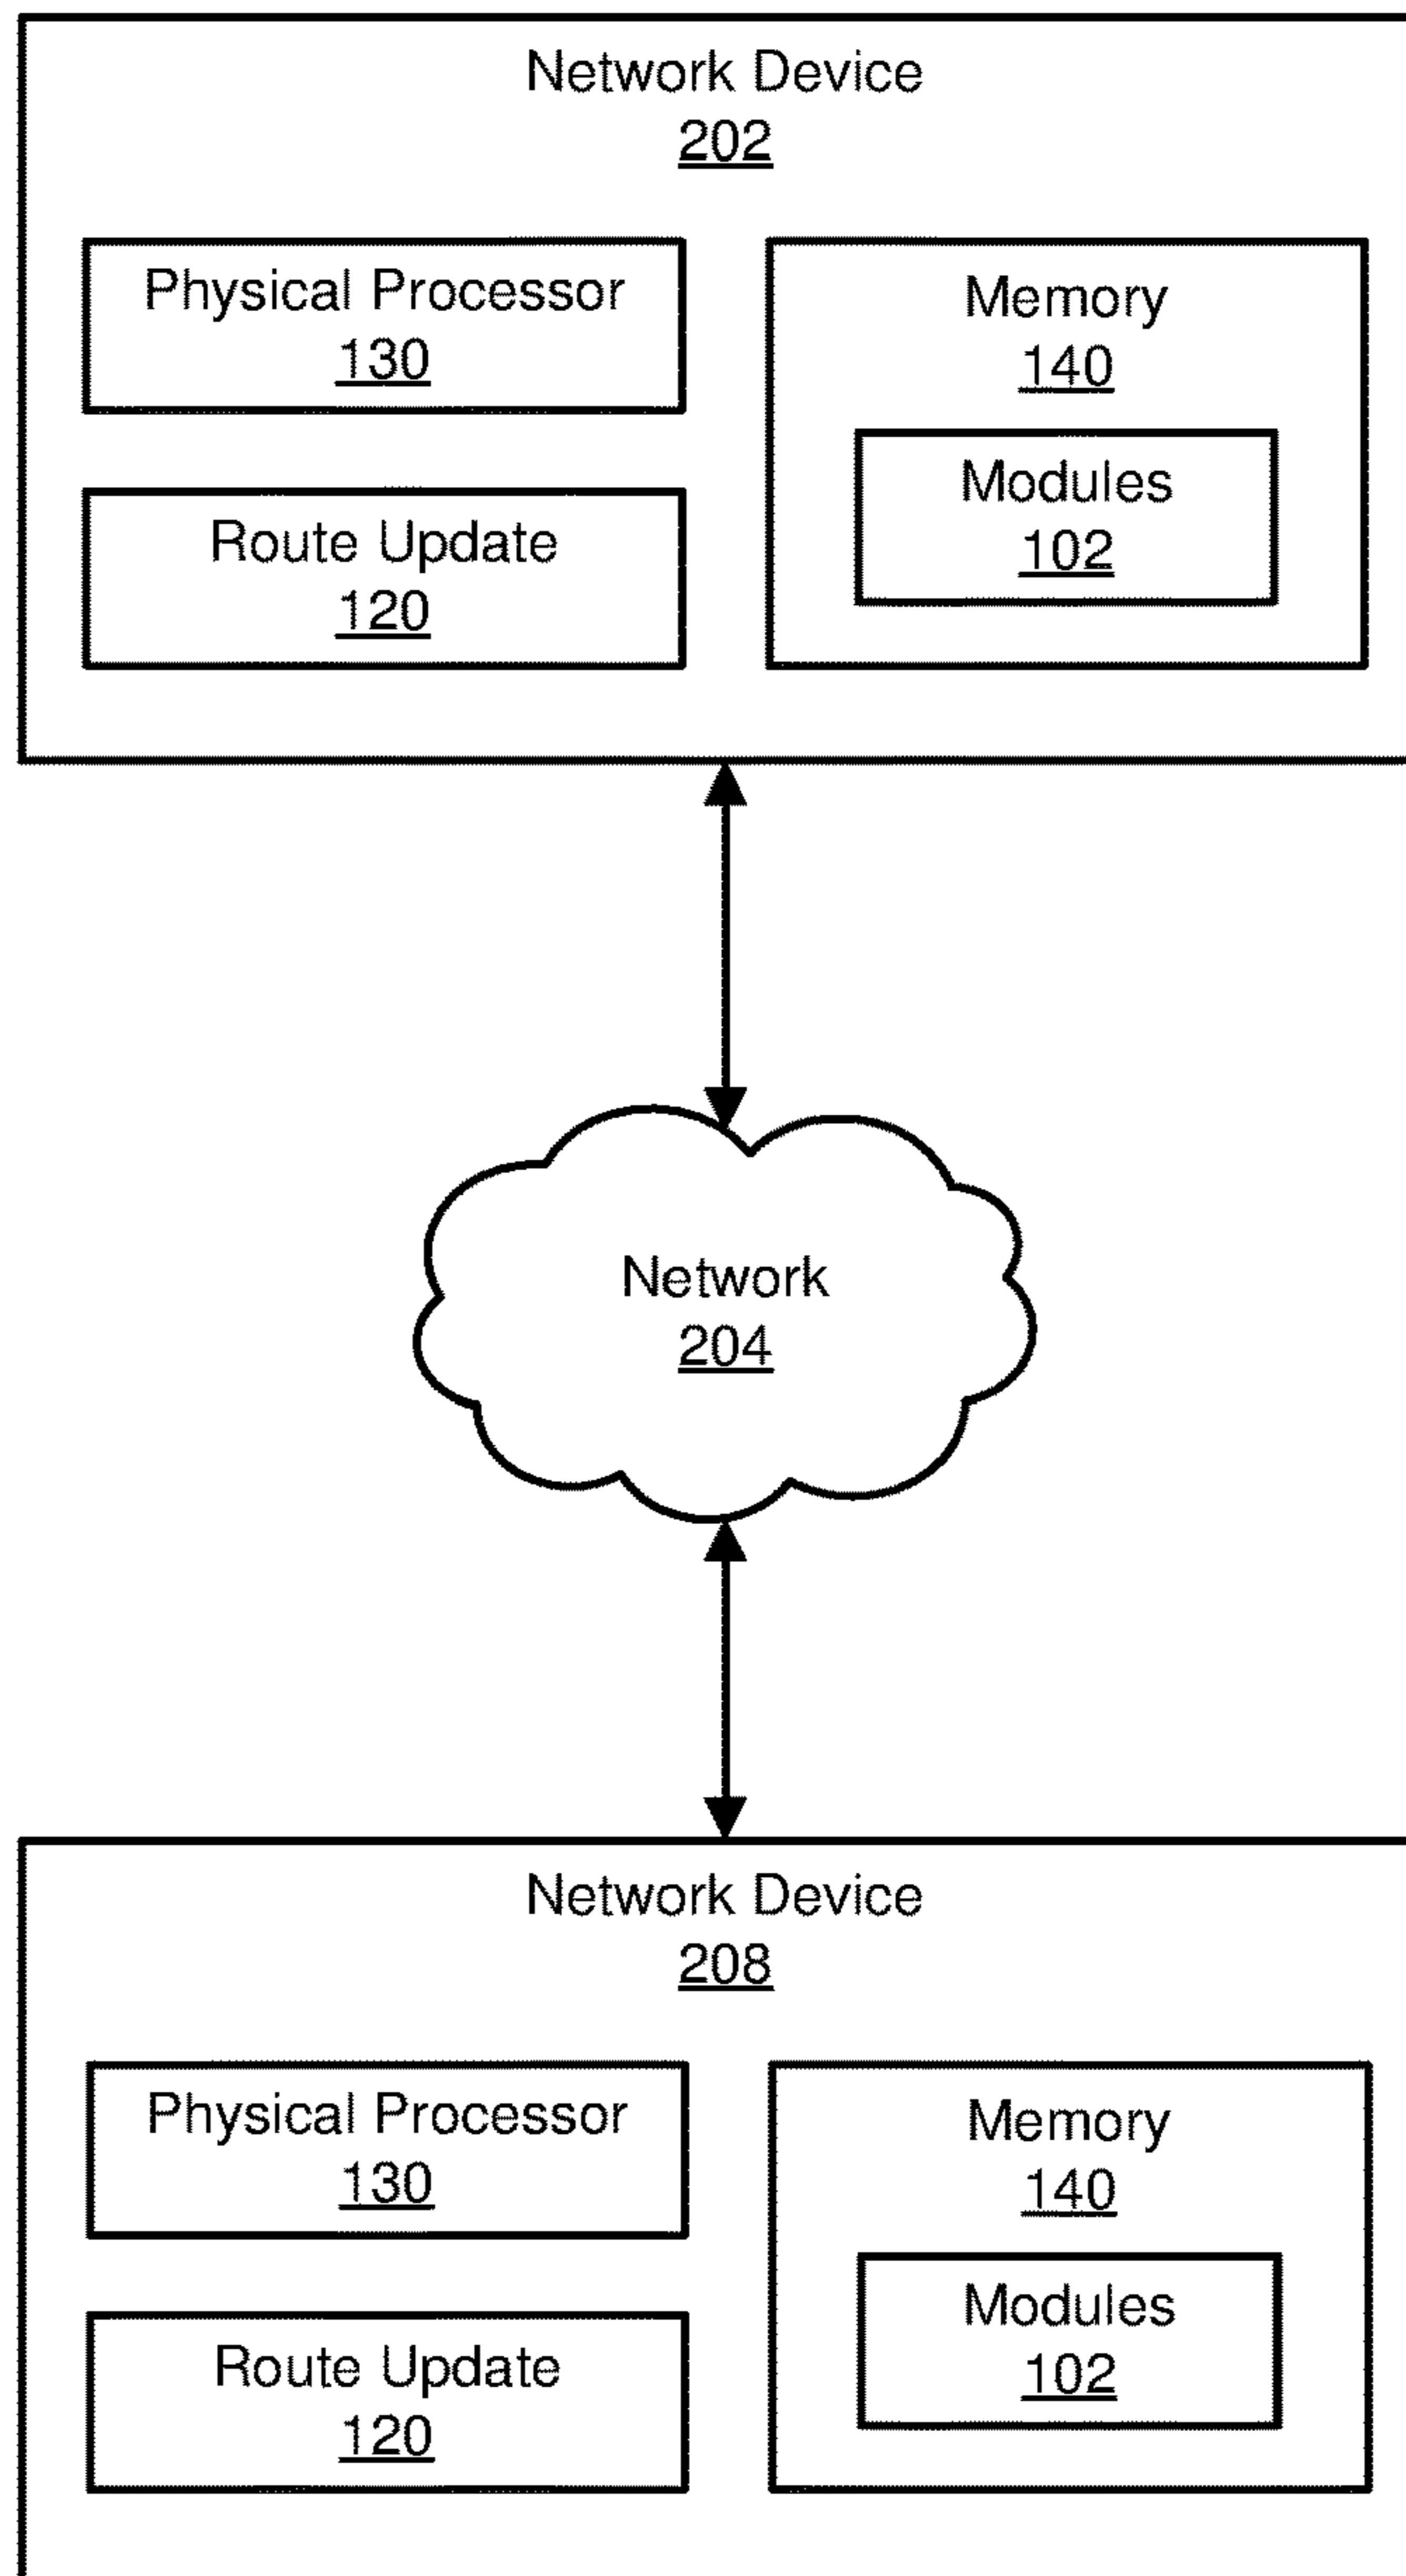 Network Device
202
Physical Processor
130
Memory
140
Modules
102
Route Update
120
Network
204
Network Device
208
Physical Processor
130
Memory
140
Modules
102
Route Update
120